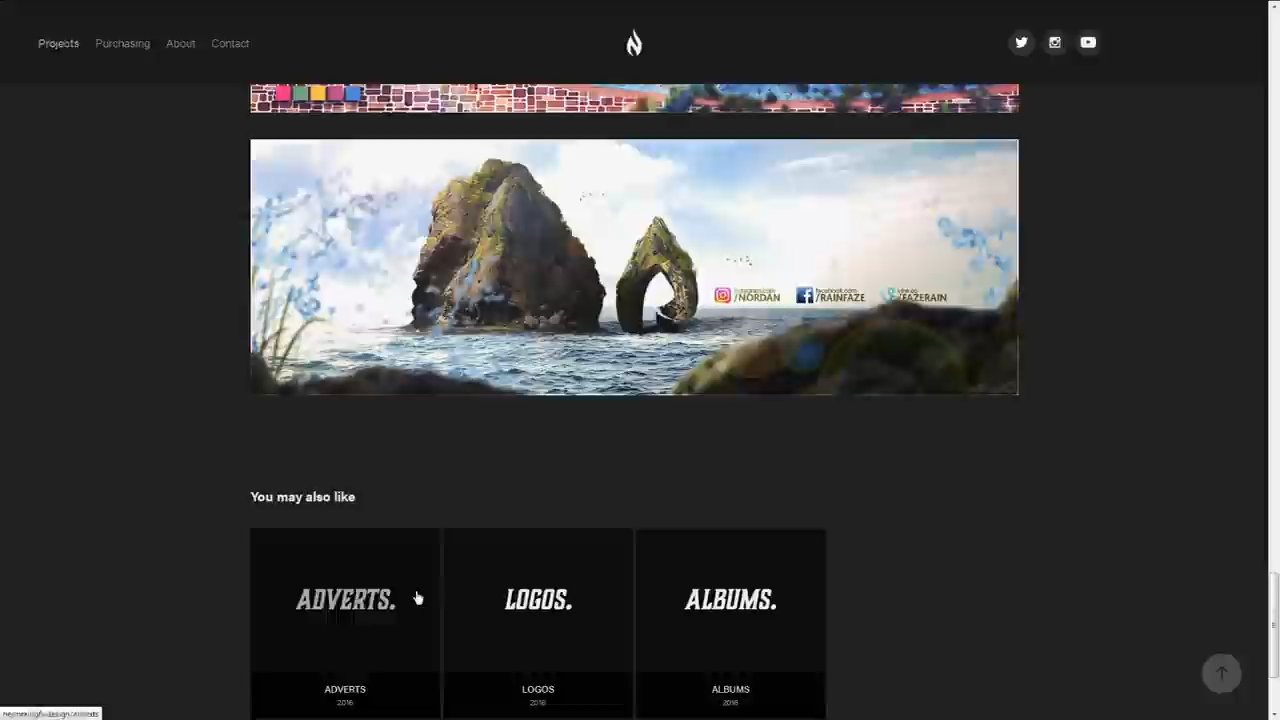 Projects Purchasing About Contact
/NORDAN /RAINFAZE /FAZERAIN
You may also like
ADVERTS. LOGOS. ALBUMS.
ADVERTS LOGOS ALBUMS
2016 2016 2016